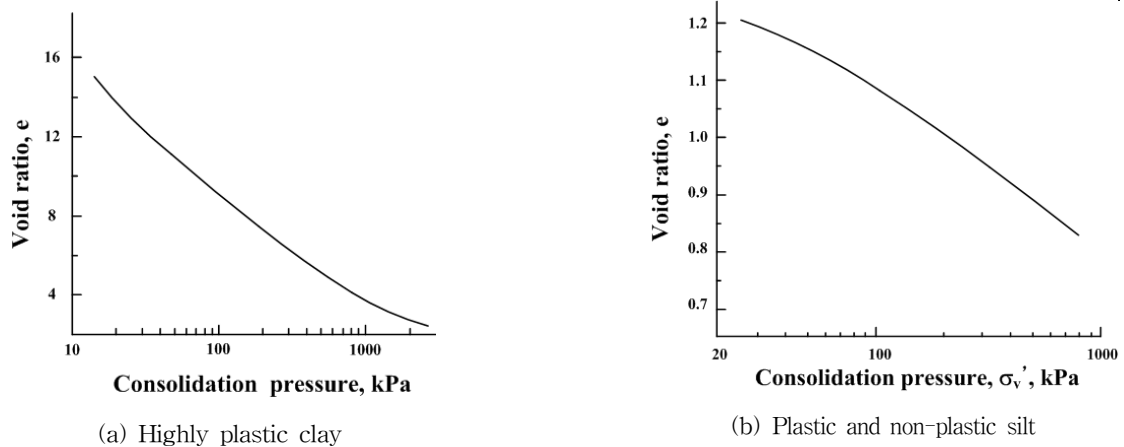 16
12
8
4
Void ratio, e
10
100
1000
Consolidation pressure, kPa
(a) Highly plastic clay
1.2
1.1
1.0
0.9
0.8
0.7
Void ratio, e
20
100
1000
Consolidation pressure, σv', kPa
(b) Plastic and non-plastic silt